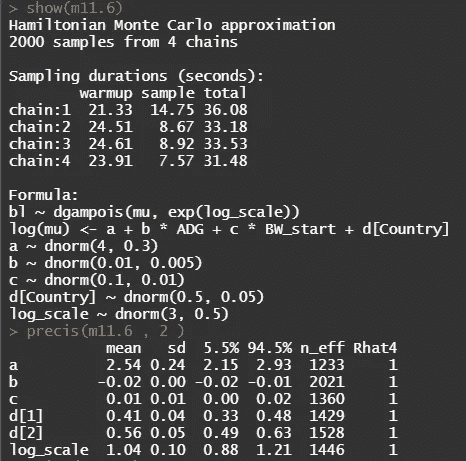 > show(m11.6)
Hamiltonian Monte Carlo approximation
2000 samples from 4 chains

Sampling durations (seconds):
        warmup sample total
chain:1  21.33  14.75 36.08
chain:2  24.51   8.67 33.18
chain:3  24.61   8.92 33.53
chain:4  23.91   7.57 31.48

Formula:
bl ~ dgampois(mu, exp(log_scale))
log(mu) <- a + b * ADG + c * BW_start + d[Country]
a ~ dnorm(4, 0.3)
b ~ dnorm(0.01, 0.005)
c ~ dnorm(0.1, 0.01)
d[Country] ~ dnorm(0.5, 0.05)
log_scale ~ dnorm(3, 0.5)
> precis(m11.6 , 2 )
           mean   sd  5.5% 94.5% n_eff Rhat4
a          2.54 0.24  2.15  2.93  1233     1
b         -0.02 0.00 -0.02 -0.01  2021     1
c          0.01 0.01  0.00  0.02  1360     1
d[1]       0.41 0.04  0.33  0.48  1429     1
d[2]       0.56 0.05  0.49  0.63  1528     1
log_scale  1.04 0.10  0.88  1.21  1446     1